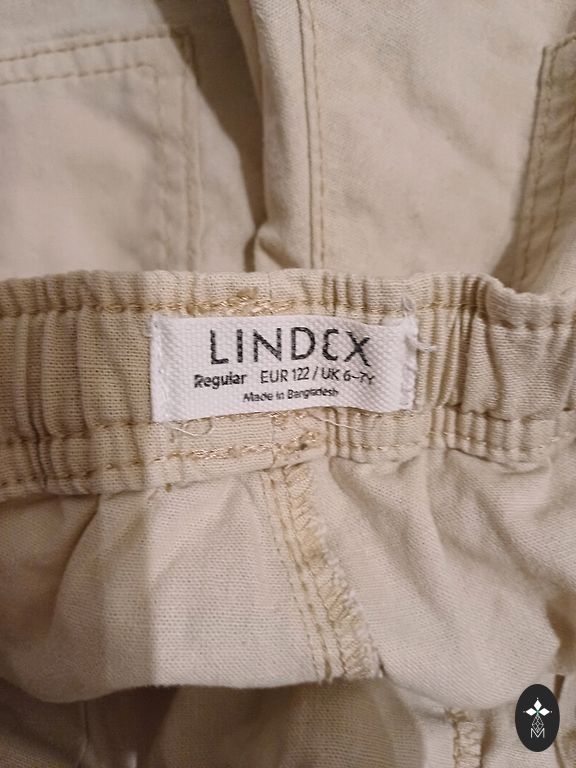 LINDEX
Regular EUR 122 / UK 6-7Y
Made in Bangladesh
M